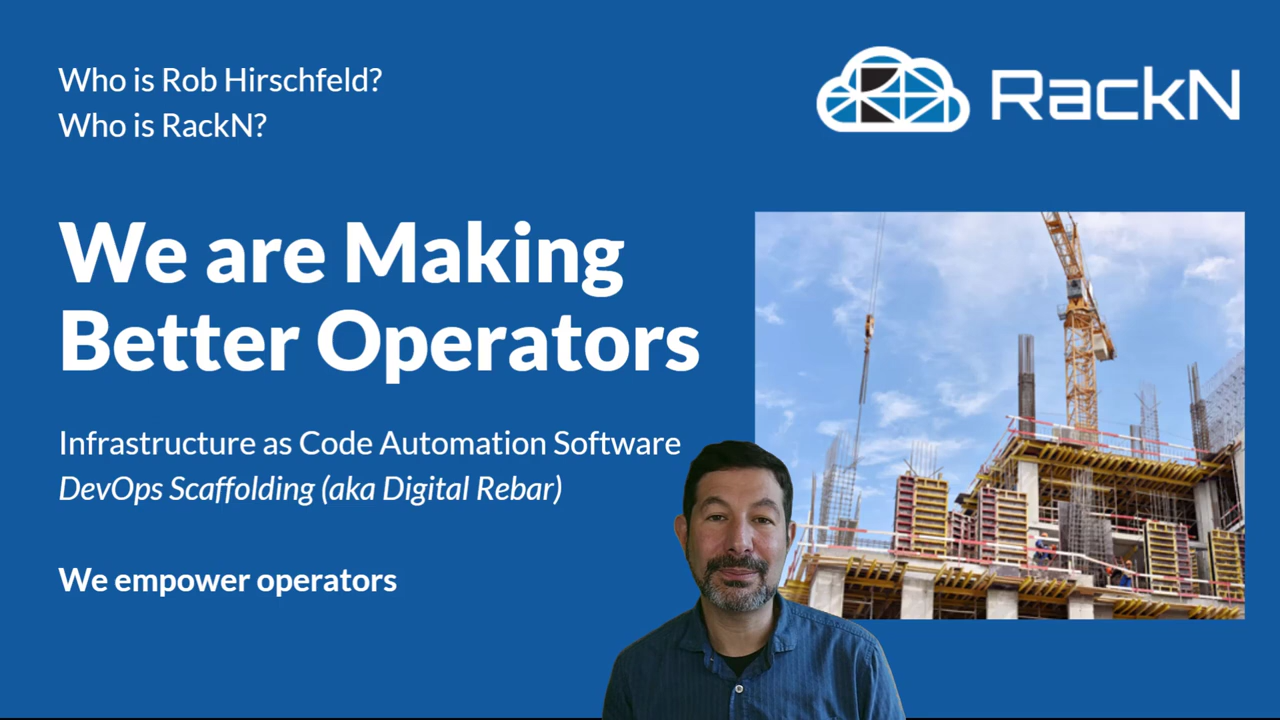 Who is Rob Hirschfeld?
Who is RackN?
RackN
We are Making
Better Operators
Infrastructure as Code Automation Software
DevOps Scaffolding (aka Digital Rebar)
We empower operators